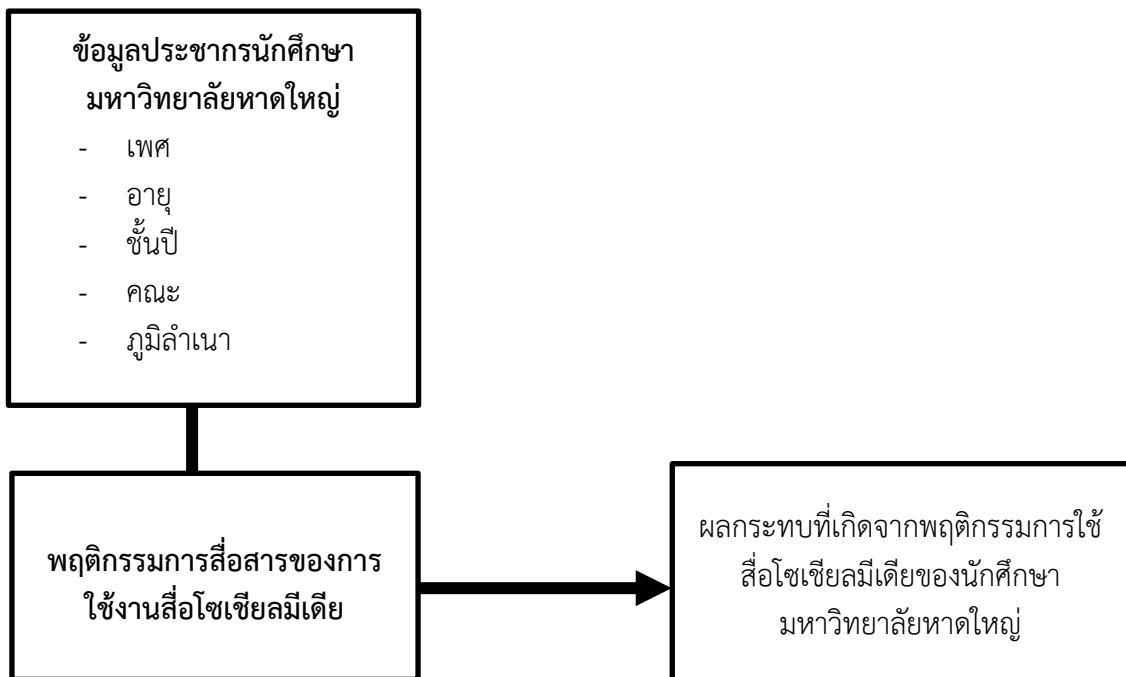 ข้อมูลประชากรนักศึกษา
มหาวิทยาลัยหาดใหญ่
- เพศ
- อายุ
- ชั้นปี
- คณะ
- ภูมิลำเนา
พฤติกรรมการสื่อสารของการ
ใช้งานสื่อโซเชียลมีเดีย
ผลกระทบที่เกิดจากพฤติกรรมการใช้
สื่อโซเชียลมีเดียของนักศึกษา
มหาวิทยาลัยหาดใหญ่